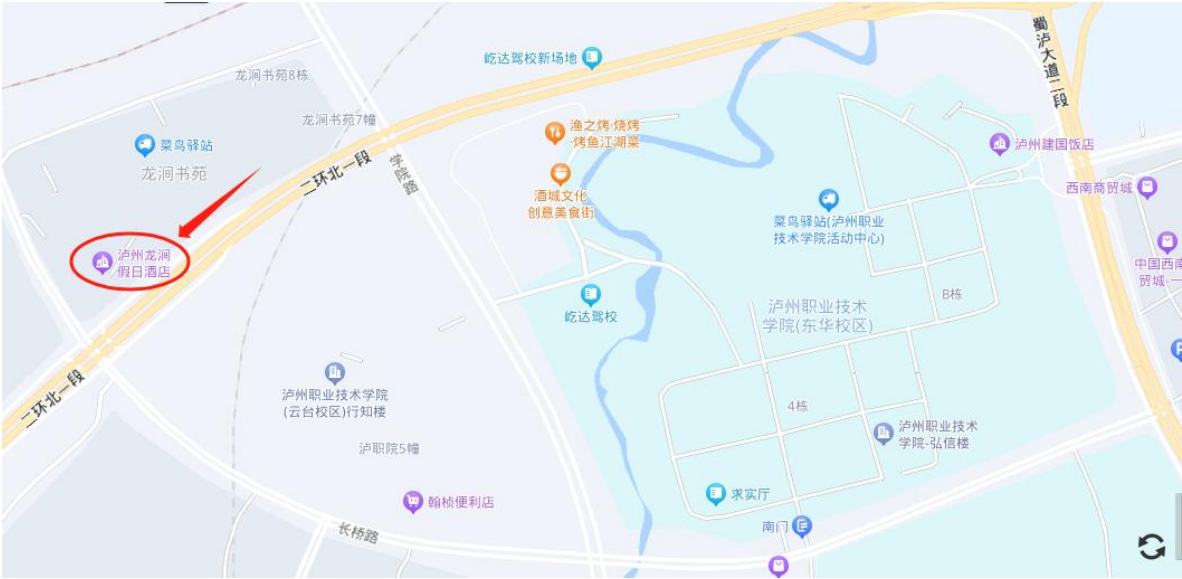 蜀泸大道二段
屹达驾校新场地
龙涧书苑8栋
龙涧书苑7幢
渔之烤·烧烤
·烤鱼江湖菜
菜鸟驿站
泸州建国饭店
龙涧书苑
二环北一段
学院路
酒城文化
创意美食街
西南商贸城
菜鸟驿站(泸州职业
技术学院活动中心)
泸州龙涧
假日酒店
中国西南
贸城-一
屹达驾校
B栋
泸州职业技术
学院(东华校区)
二环北一段
泸州职业技术学院
(云台校区)行知楼
4栋
泸州职业技术
学院-弘信楼
泸职院5幢
求实厅
翰桢便利店
南门
长桥路